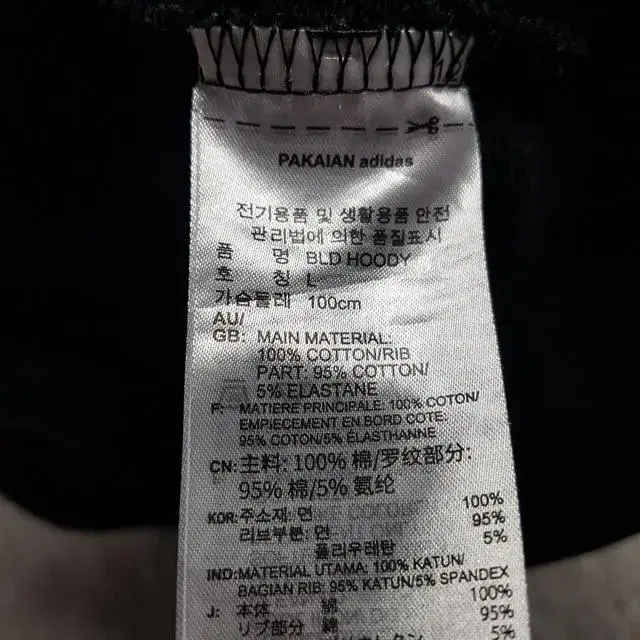 12
PAKAIAN adidas
전기용품 및 생활용품 안전
관리법에 의한 품질표시
품 명 BLD HOODY
호 칭 L
가슴둘레 100cm
AU/
GB: MAIN MATERIAL:
100% COTTON/RIB
PART: 95% COTTON/
5% ELASTANE
F: MATIERE PRINCIPALE: 100% COTON/
EMPIECEMENT EN BORD COTE:
95% COTON/5% ÉLASTHANNE
CN: 主料: 100% 棉/罗纹部分:
95% 棉/5% 氨纶
KOR: 주소재: 면 100%
리브부분: 면 95%
폴리우레탄 5%
IND: MATERIAL UTAMA: 100% KATUN/
BAGIAN RIB: 95% KATUN/5% SPANDEX
J: 本体 綿 100%
リブ部分 綿 95%
5%